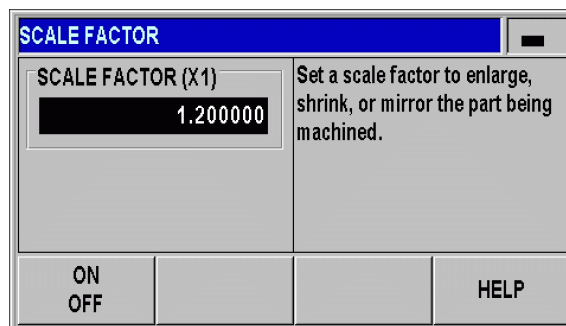 SCALE FACTOR
SCALE FACTOR (X1)
1.200000
Set a scale factor to enlarge,
shrink, or mirror the part being
machined.
ON
OFF
HELP